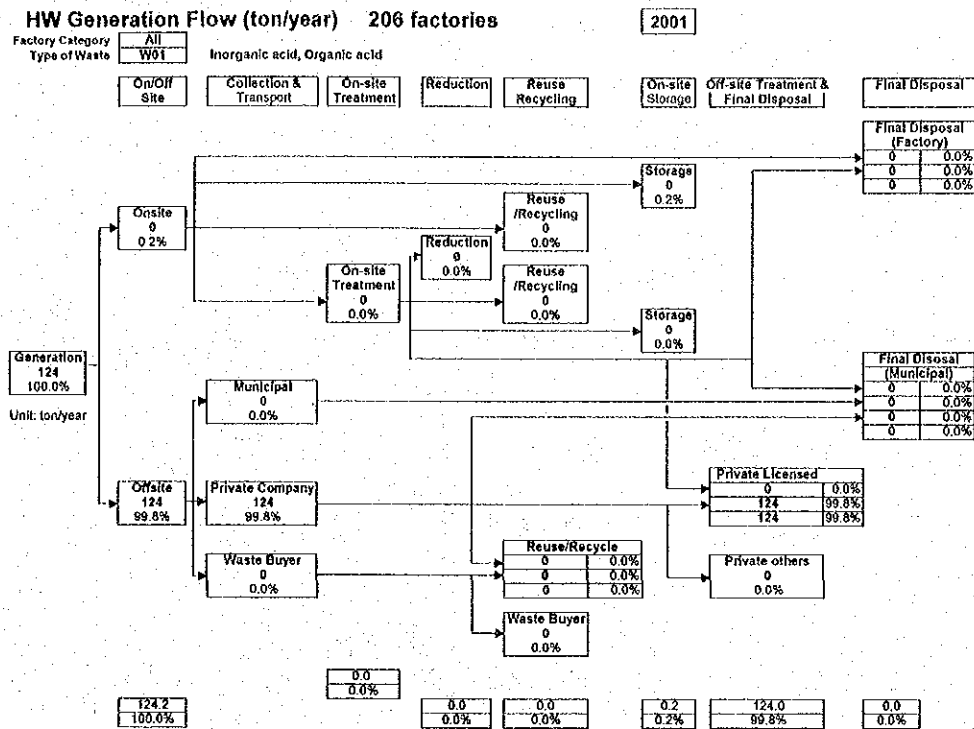 HW Generation Flow (ton/year) 206 factories
2001
Factory Category All
Type of Waste W01 Inorganic acid, Organic acid
On/Off
Site
Collection &
Transport
On-site
Treatment
Reduction
Reuse
Recycling
On-site
Storage
Off-site Treatment &
Final Disposal
Final Disposal
Final Disposal
(Factory)
0 0.0%
0 0.0%
0 0.0%
Storage
0
0.2%
Onsite
0
0.2%
Reuse
/Recycling
0
0.0%
Reduction
0
0.0%
On-site
Treatment
0
0.0%
Reuse
/Recycling
0
0.0%
Storage
0
0.0%
Generation
124
100.0%
Unit: ton/year
Municipal
0
0.0%
Final Disosal
(Municipal)
0 0.0%
0 0.0%
0 0.0%
0 0.0%
Offsite
124
99.8%
Private Company
124
99.8%
Private Licensed
0 0.0%
124 99.8%
124 99.8%
Waste Buyer
0
0.0%
Reuse/Recycle
0 0.0%
0 0.0%
0 0.0%
Private others
0
0.0%
Waste Buyer
0
0.0%
0.0
0.0%
124.2
100.0%
0.0
0.0%
0.0
0.0%
0.2
0.2%
124.0
99.8%
0.0
0.0%